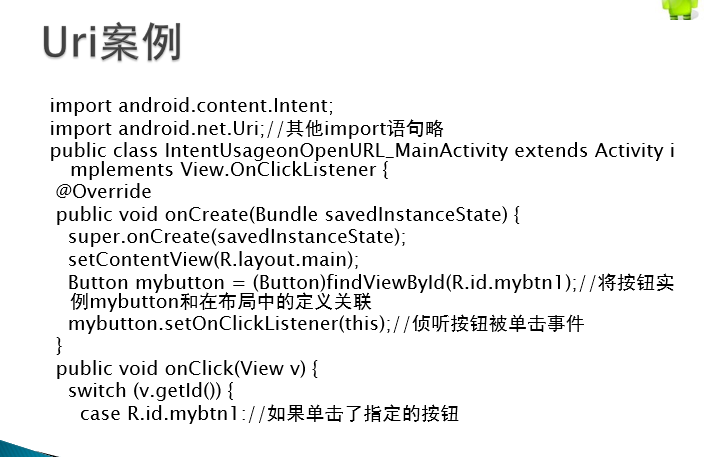 Uri案例
import android.content.Intent;
import android.net.Uri;//其他import语句略
public class IntentUsageonOpenURL_MainActivity extends Activity i
mplements View.OnClickListener {
@Override
public void onCreate(Bundle savedInstanceState) {
super.onCreate(savedInstanceState);
setContentView(R.layout.main);
Button mybutton = (Button)findViewById(R.id.mybtn1);//将按钮实
例mybutton和在布局中的定义关联
mybutton.setOnClickListener(this);//侦听按钮被单击事件
}
public void onClick(View v) {
switch (v.getId()) {
case R.id.mybtn1://如果单击了指定的按钮